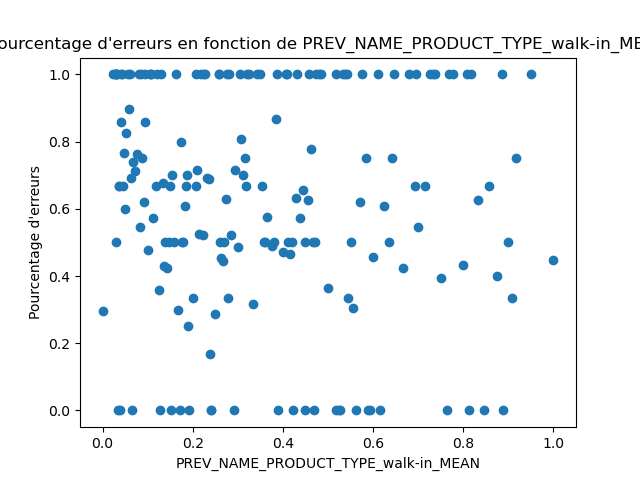 ourcentage d'erreurs en fonction de PREV_NAME_PRODUCT_TYPE_walk-in_ME
1.0
0.8
0.6
0.4
0.2
0.0
Pourcentage d'erreurs
0.0 0.2 0.4 0.6 0.8 1.0
PREV_NAME_PRODUCT_TYPE_walk-in_MEAN